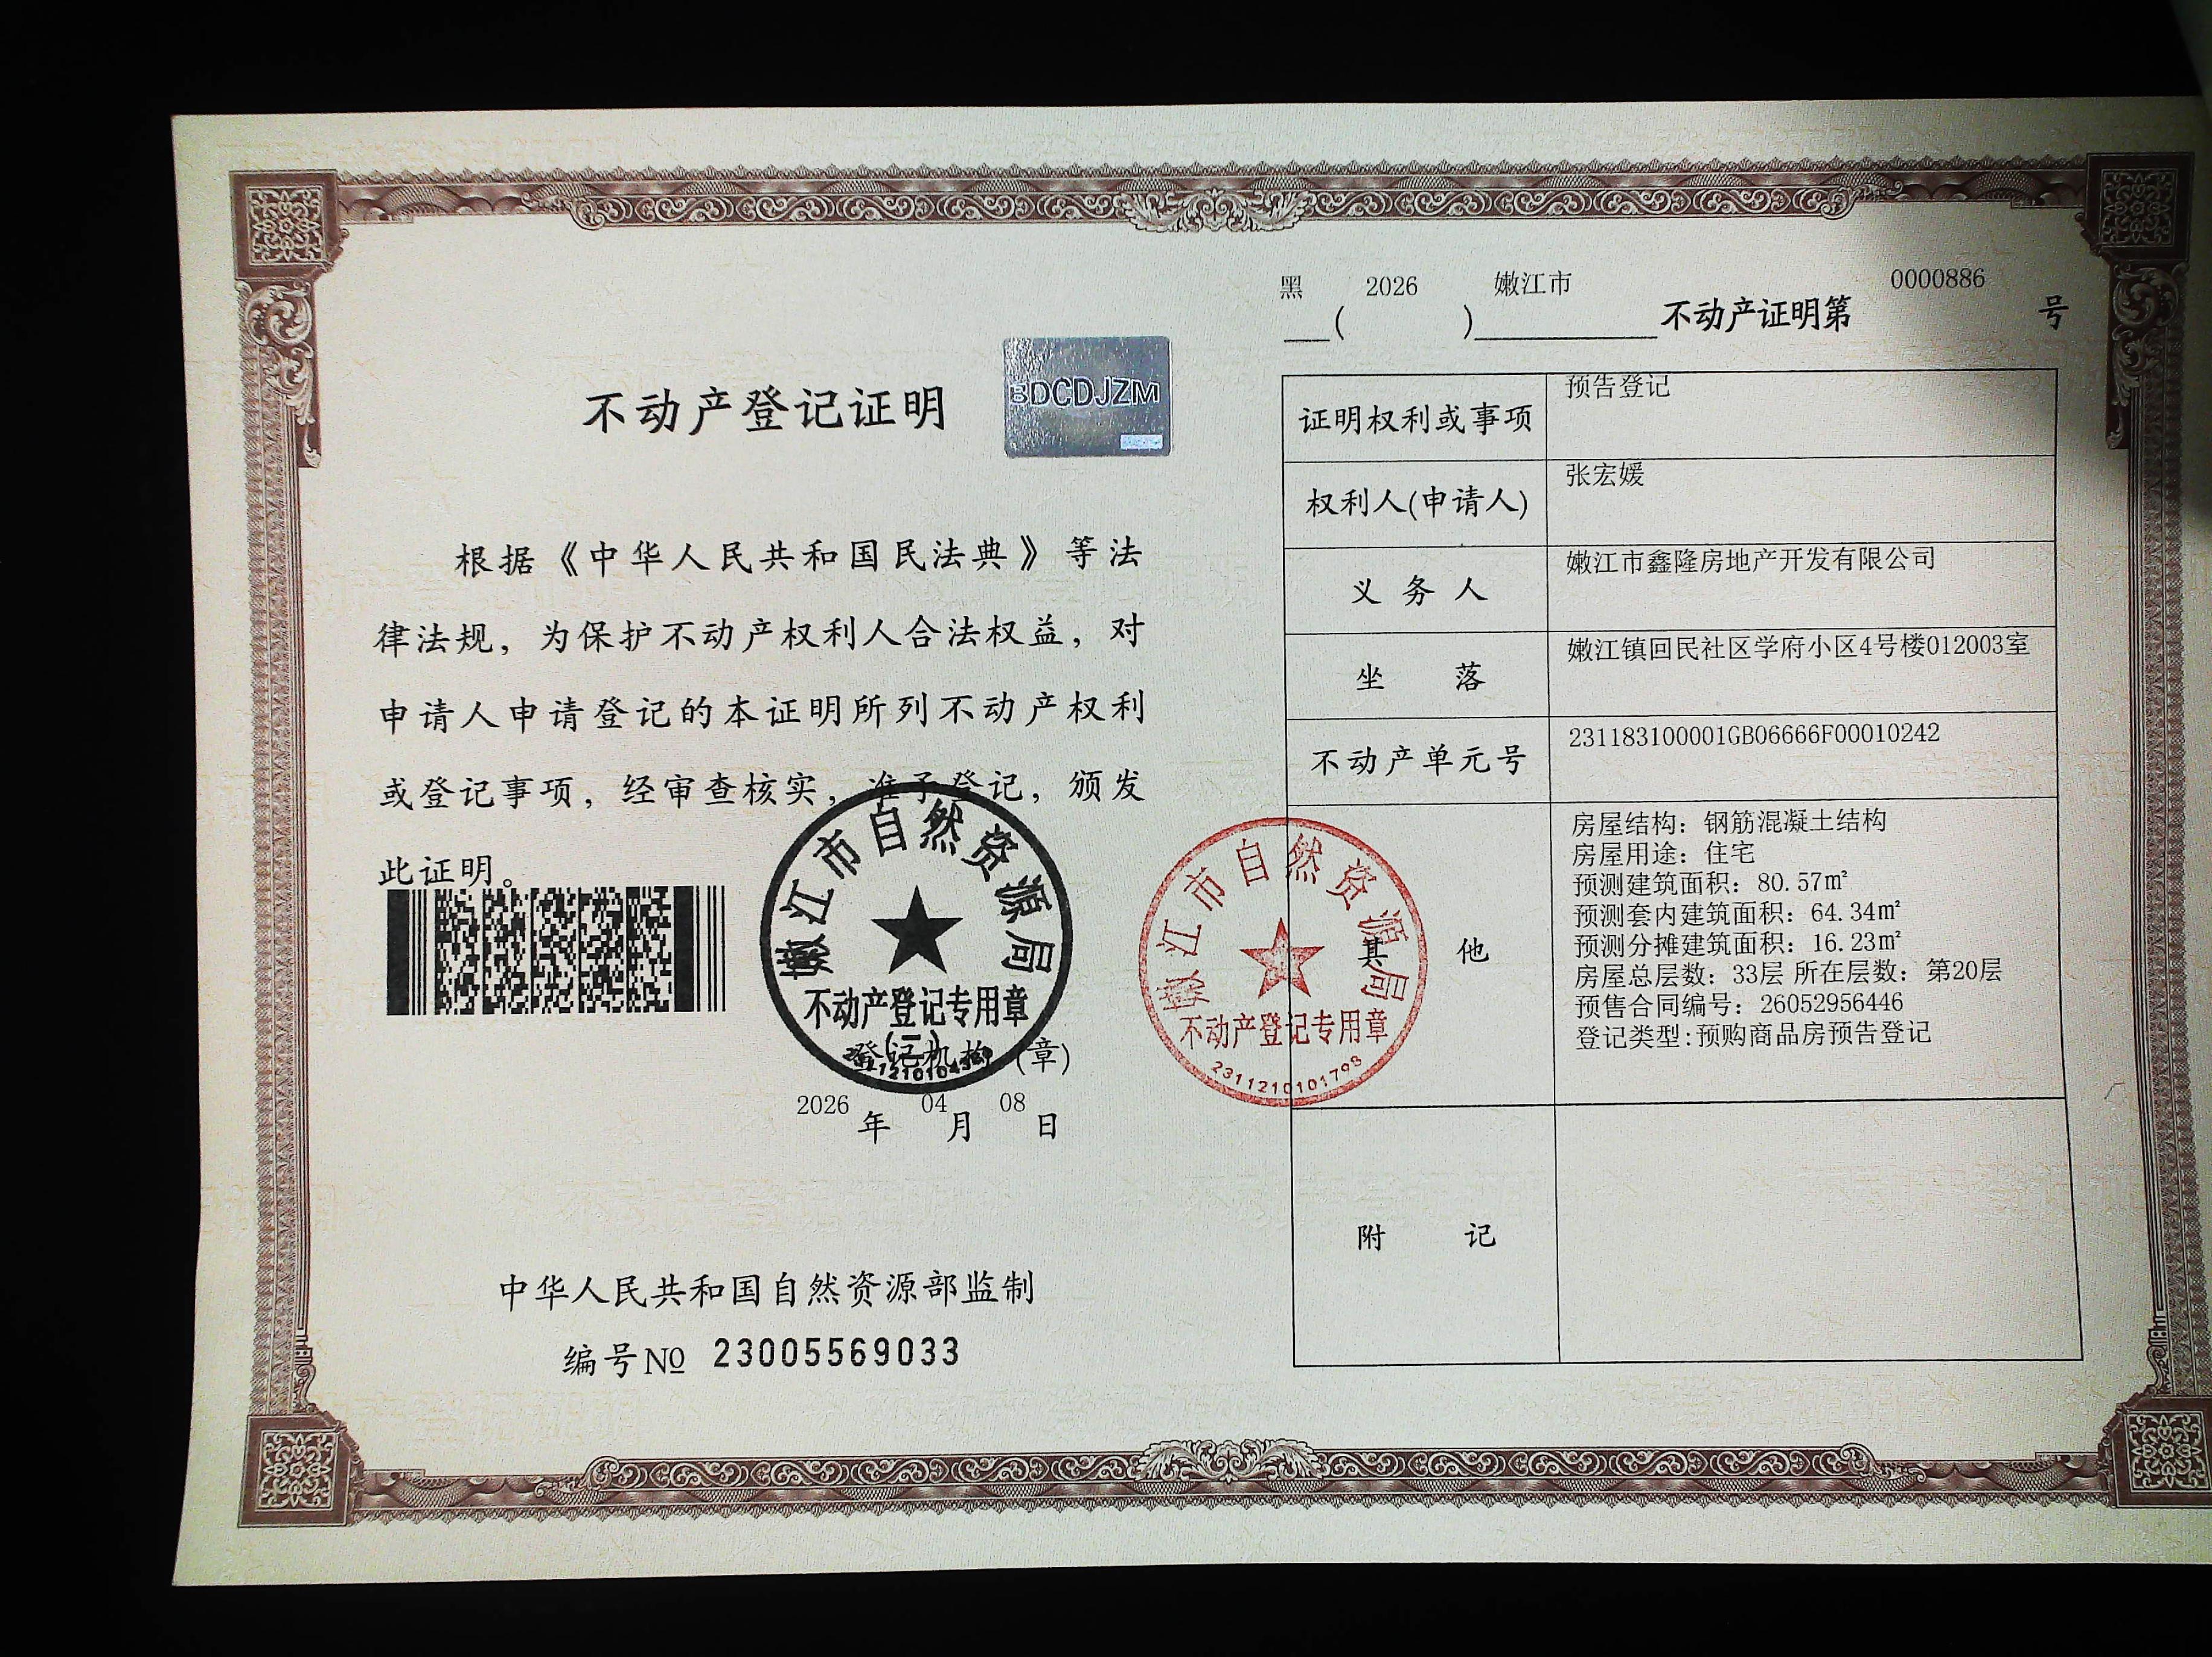 不动产登记证明
BDCDJZM
根据《中华人民共和国民法典》等法
律法规，为保护不动产权利人合法权益，对
申请人申请登记的本证明所列不动产权利
或登记事项，经审查核实，准予登记，颁发
此证明。
嫩江市自然资源局
不动产登记专用章
(二)
登记机构 (章)
2026 年 04 月 08 日
中华人民共和国自然资源部监制
编号№ 23005569033
黑 ( 2026 ) 嫩江市 不动产证明第 0000886 号
证明权利或事项 预告登记
权利人(申请人) 张宏媛
义务人 嫩江市鑫隆房地产开发有限公司
坐落 嫩江镇回民社区学府小区4号楼012003室
不动产单元号 231183100001GB06666F00010242
其他
房屋结构：钢筋混凝土结构
房屋用途：住宅
预测建筑面积：80.57㎡
预测套内建筑面积：64.34㎡
预测分摊建筑面积：16.23㎡
房屋总层数：33层 所在层数：第20层
预售合同编号：26052956446
登记类型:预购商品房预告登记
嫩江市自然资源局
不动产登记专用章
2311210101798
附记